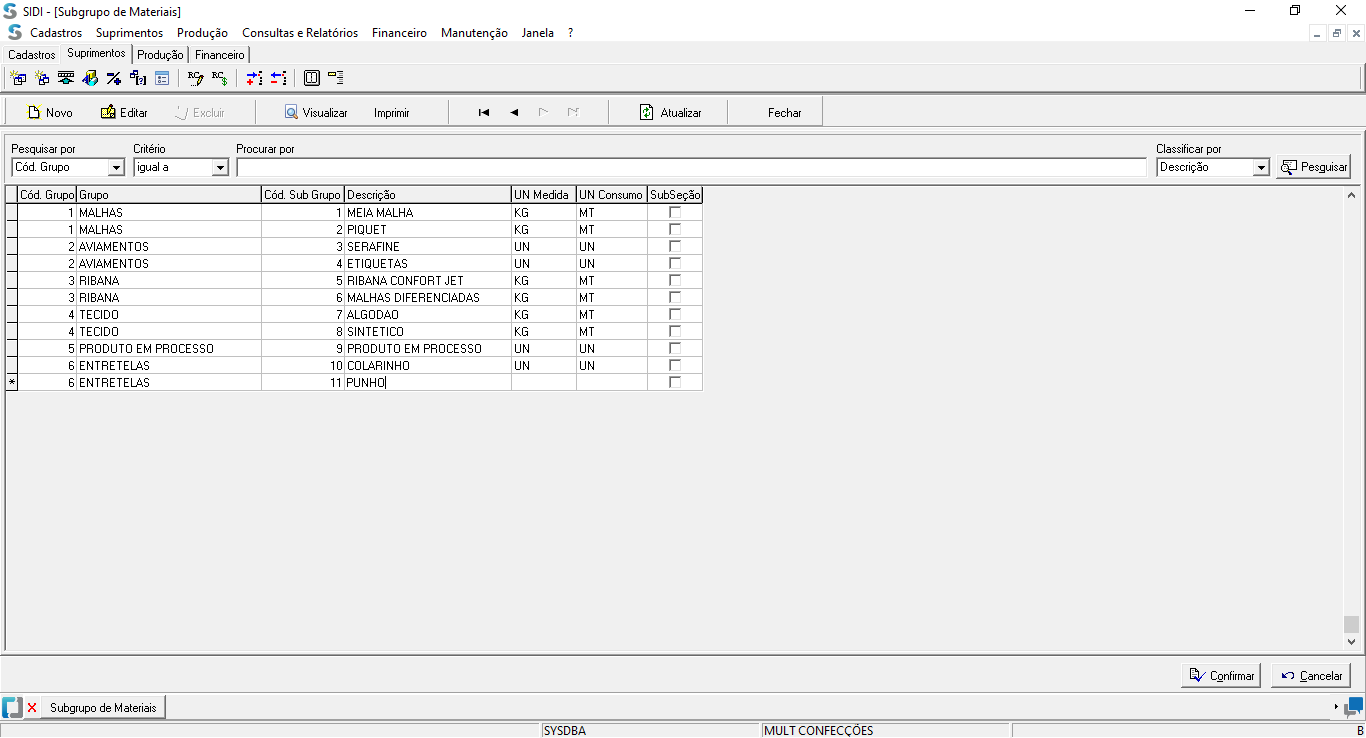 SIDI - [Subgrupo de Materiais]
Cadastros Suprimentos Produção Consultas e Relatórios Financeiro Manutenção Janela ?
Cadastros Suprimentos Produção Financeiro
Novo Editar Excluir Visualizar Imprimir Atualizar Fechar
Pesquisar por Critério Procurar por Classificar por
Cód. Grupo igual a Descrição Pesquisar
Cód. Grupo Grupo Cód. Sub Grupo Descrição UN Medida UN Consumo SubSeção
1 MALHAS 1 MEIA MALHA KG MT
1 MALHAS 2 PIQUET KG MT
2 AVIAMENTOS 3 SERAFINE UN UN
2 AVIAMENTOS 4 ETIQUETAS UN UN
3 RIBANA 5 RIBANA CONFORT JET KG MT
3 RIBANA 6 MALHAS DIFERENCIADAS KG MT
4 TECIDO 7 ALGODAO KG MT
4 TECIDO 8 SINTETICO KG MT
5 PRODUTO EM PROCESSO 9 PRODUTO EM PROCESSO UN UN
6 ENTRETELAS 10 COLARINHO UN UN
* 6 ENTRETELAS 11 PUNHO
Confirmar Cancelar
Subgrupo de Materiais
SYSDBA MULT CONFECÇÕES B